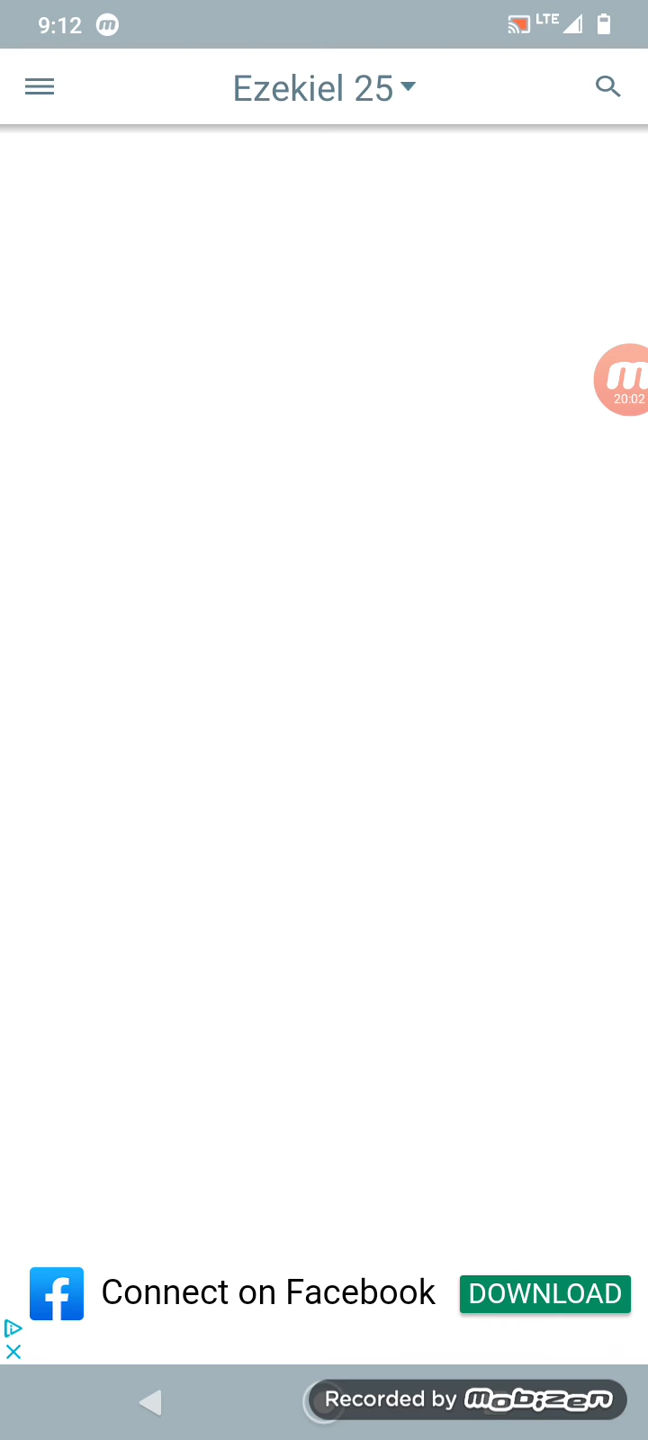 9:12 m LTE
Ezekiel 25
m
20:02
Connect on Facebook DOWNLOAD
Recorded by mobizen